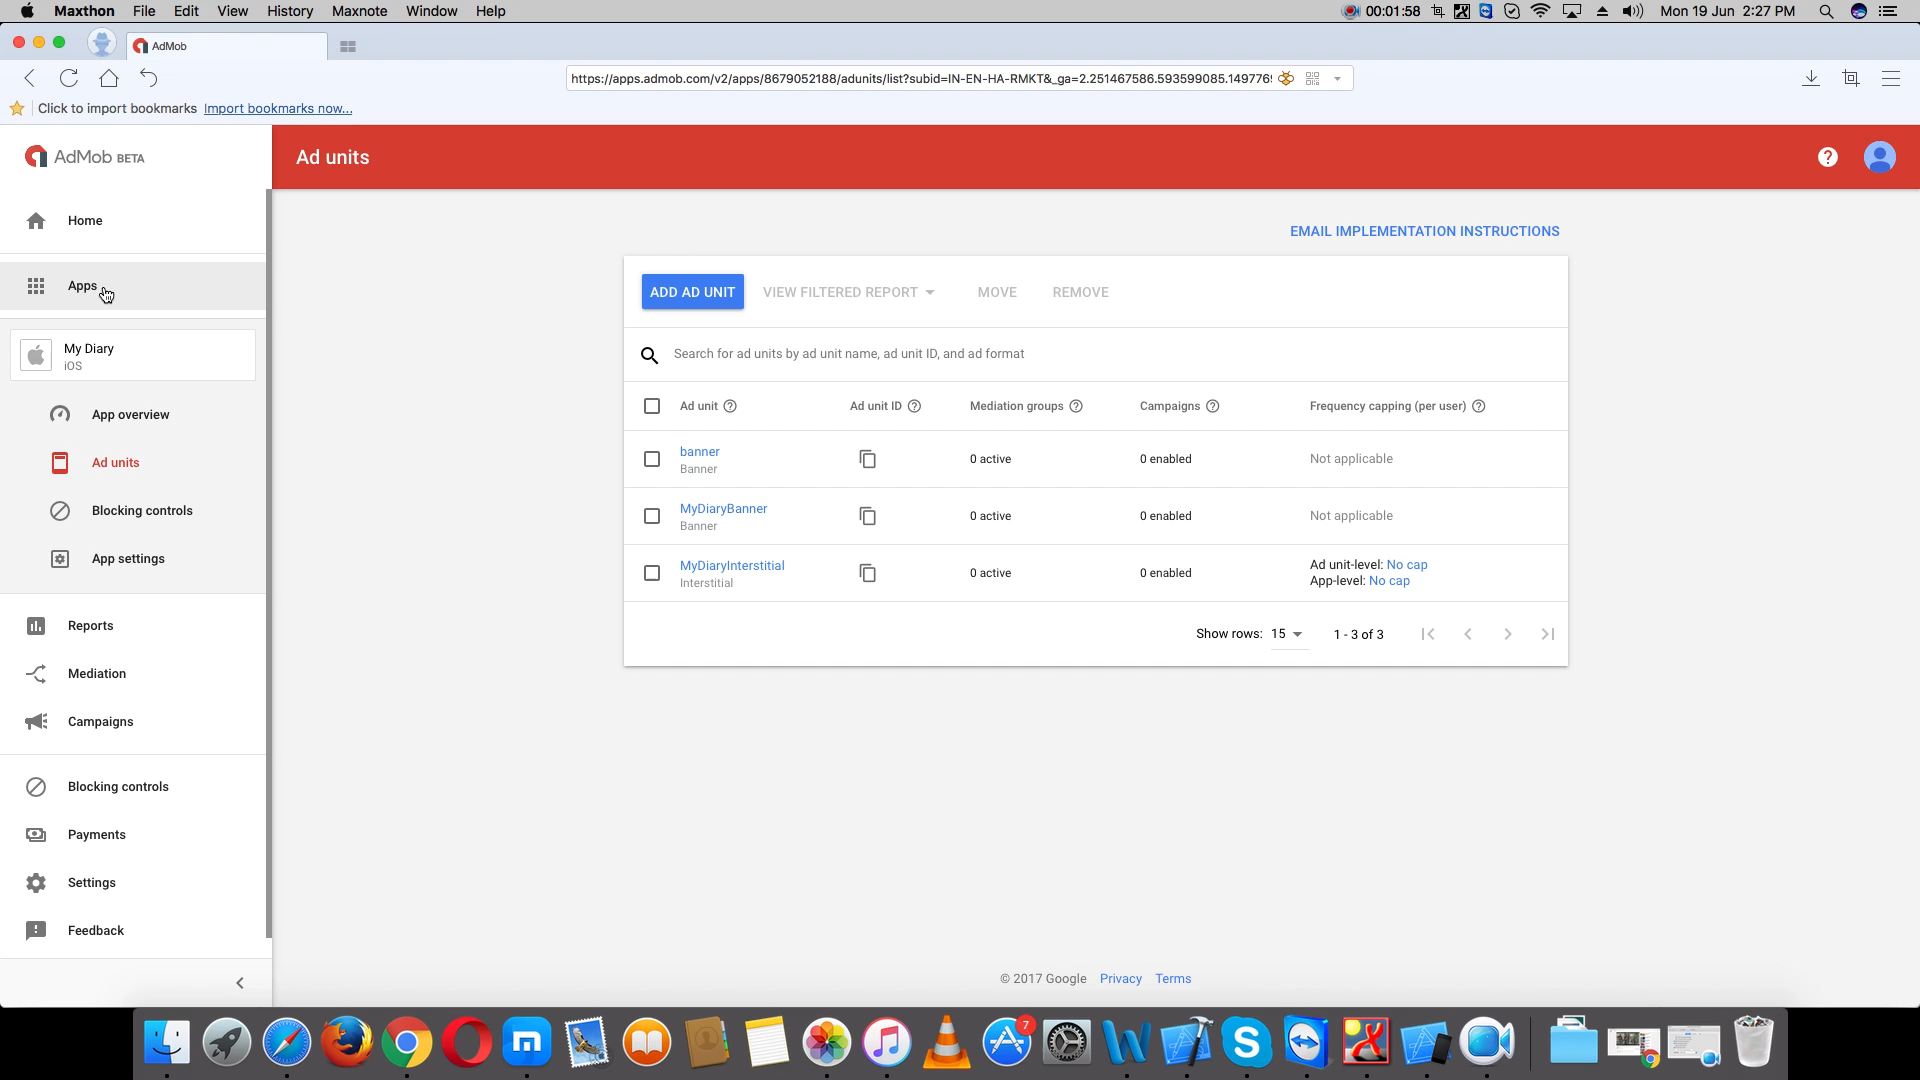 Maxthon File Edit View History Maxnote Window Help 00:01:58 Mon 19 Jun 2:27 PM
AdMob
https://apps.admob.com/v2/apps/8679052188/adunits/list?subid=IN-EN-HA-RMKT&_ga=2.251467586.593599085.149776
Click to import bookmarks Import bookmarks now...
AdMob BETA
Ad units
Home
Apps
My Diary
iOS
App overview
Ad units
Blocking controls
App settings
Reports
Mediation
Campaigns
Blocking controls
Payments
Settings
Feedback
EMAIL IMPLEMENTATION INSTRUCTIONS
ADD AD UNIT VIEW FILTERED REPORT MOVE REMOVE
Search for ad units by ad unit name, ad unit ID, and ad format
Ad unit Ad unit ID Mediation groups Campaigns Frequency capping (per user)
banner
Banner
0 active 0 enabled Not applicable
MyDiaryBanner
Banner
0 active 0 enabled Not applicable
MyDiaryInterstitial
Interstitial
0 active 0 enabled
Ad unit-level: No cap
App-level: No cap
Show rows: 15 1 - 3 of 3
© 2017 Google Privacy Terms
7